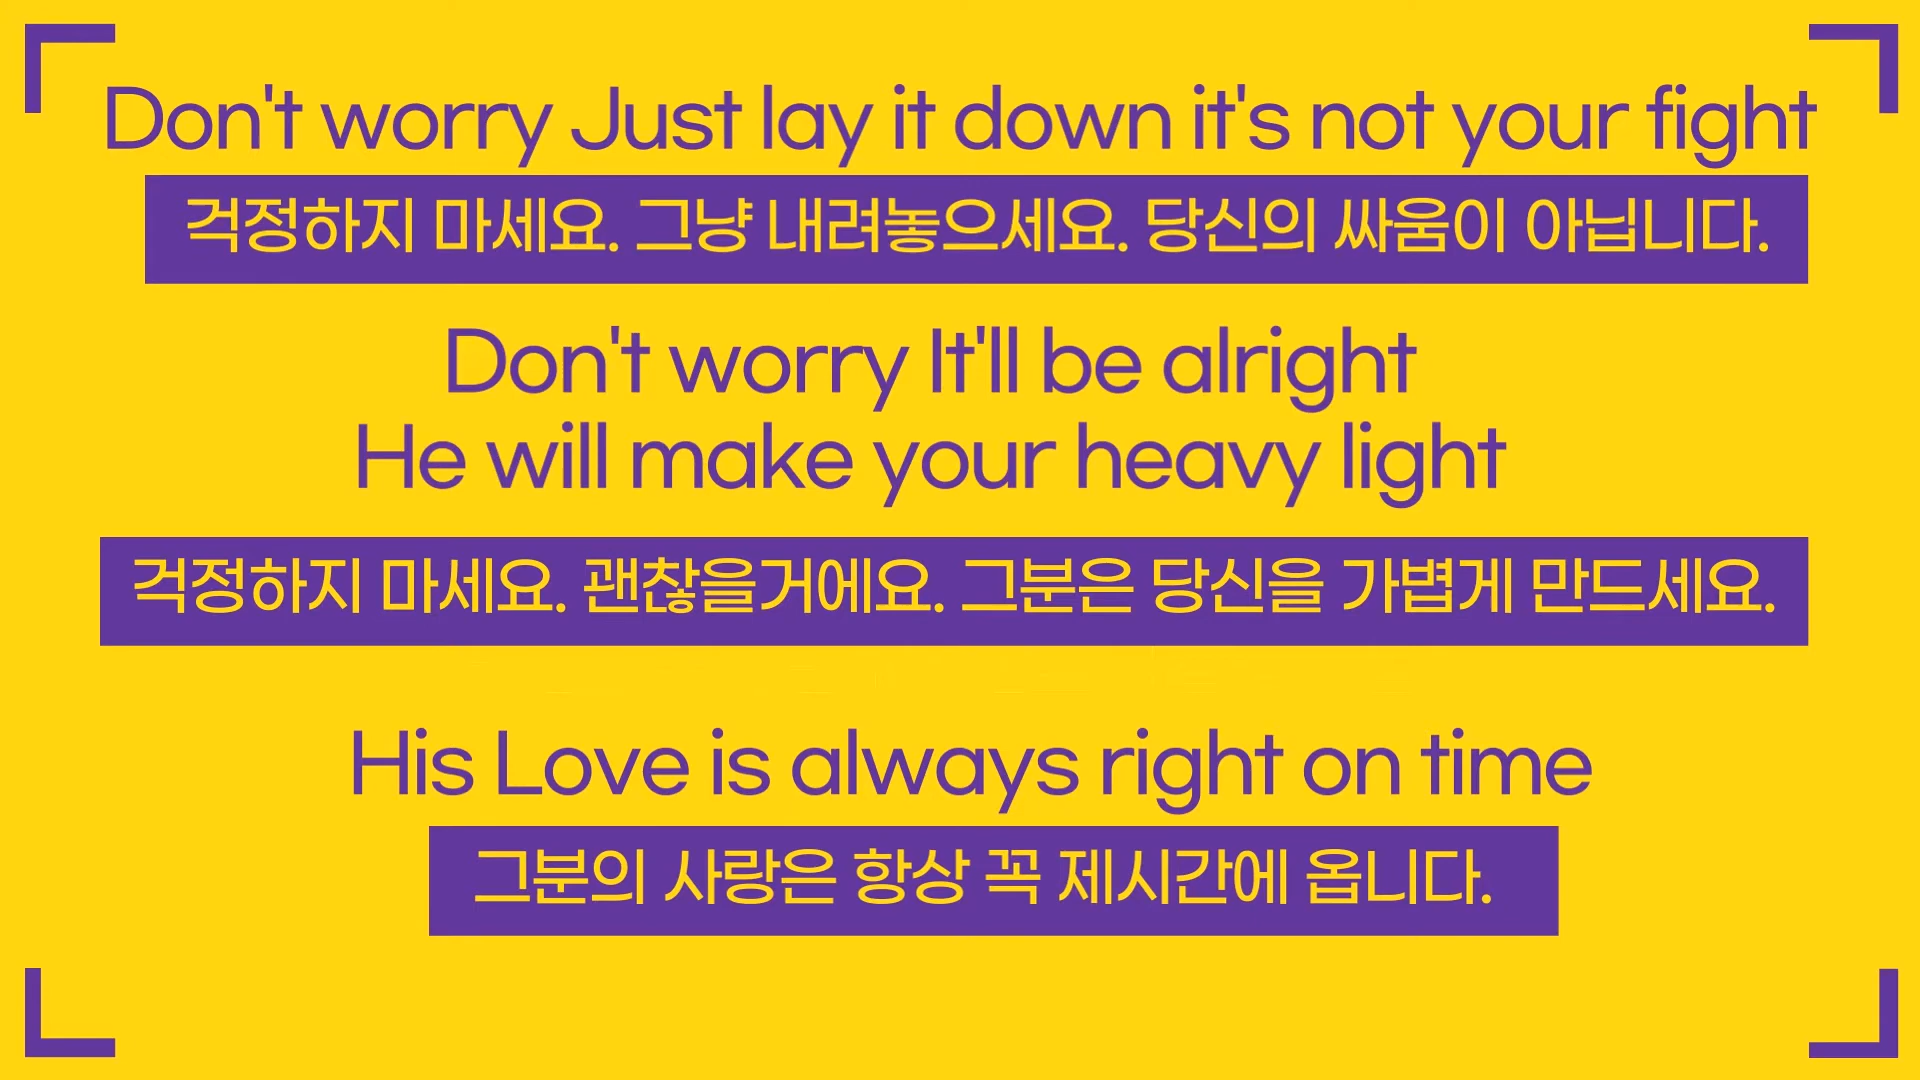 Don't worry Just lay it down it's not your fight
걱정하지 마세요. 그냥 내려놓으세요. 당신의 싸움이 아닙니다.
Don't worry It'll be alright
He will make your heavy light
걱정하지 마세요. 괜찮을거에요. 그분은 당신을 가볍게 만드세요.
His Love is always right on time
그분의 사랑은 항상 꼭 제시간에 옵니다.